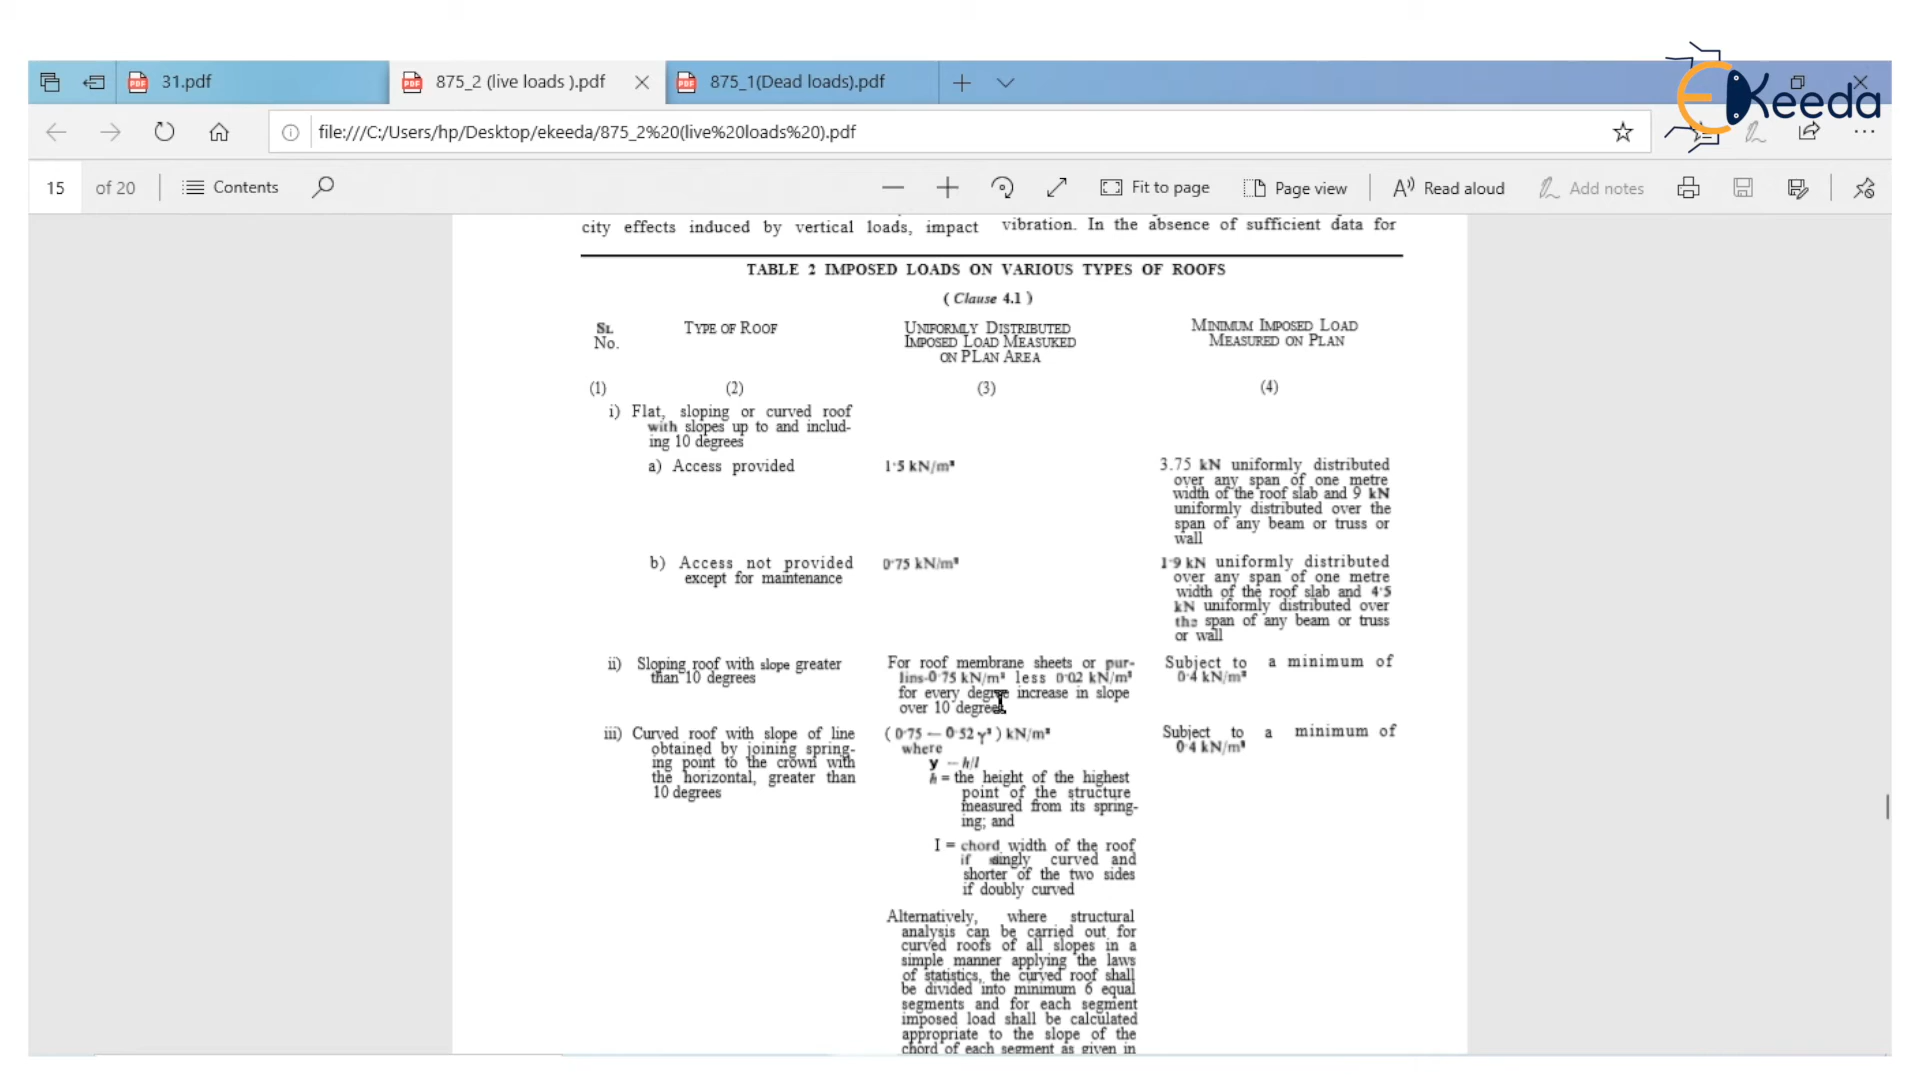 EKeeda
31.pdf
875_2 (live loads ).pdf
875_1(Dead loads).pdf
file:///C:/Users/hp/Desktop/ekeeda/875_2%20(live%20loads%20).pdf
15 of 20
Contents
Fit to page
Page view
Read aloud
Add notes
city effects induced by vertical loads, impact
vibration. In the absence of sufficient data for
TABLE 2 IMPOSED LOADS ON VARIOUS TYPES OF ROOFS
( Clause 4.1 )
SL No.
TYPE OF ROOF
UNIFORMLY DISTRIBUTED
IMPOSED LOAD MEASUKED
ON PLAN AREA
MINIMUM IMPOSED LOAD
MEASURED ON PLAN
(1)
(2)
(3)
(4)
i) Flat, sloping or curved roof
with slopes up to and includ-
ing 10 degrees
a) Access provided
1·5 kN/m²
3.75 kN uniformly distributed
over any span of one metre
width of the roof slab and 9 kN
uniformly distributed over the
span of any beam or truss or
wall
b) Access not provided
except for maintenance
0·75 kN/m²
1·9 kN uniformly distributed
over any span of one metre
width of the roof slab and 4·5
kN uniformly distributed over
the span of any beam or truss
or wall
ii) Sloping roof with slope greater
than 10 degrees
For roof membrane sheets or pur-
lins-0·75 kN/m² less 0·02 kN/m²
for every degree increase in slope
over 10 degrees
Subject to a minimum of
0·4 kN/m²
iii) Curved roof with slope of line
obtained by joining spring-
ing point to the crown with
the horizontal, greater than
10 degrees
( 0·75 — 0·52 γ² ) kN/m²
where
y — h/l
h = the height of the highest
point of the structure
measured from its spring-
ing; and
I = chord width of the roof
if singly curved and
shorter of the two sides
if doubly curved
Subject to a minimum of
0·4 kN/m²
Alternatively, where structural
analysis can be carried out for
curved roofs of all slopes in a
simple manner applying the laws
of statistics, the curved roof shall
be divided into minimum 6 equal
segments and for each segment
imposed load shall be calculated
appropriate to the slope of the
chord of each segment as given in